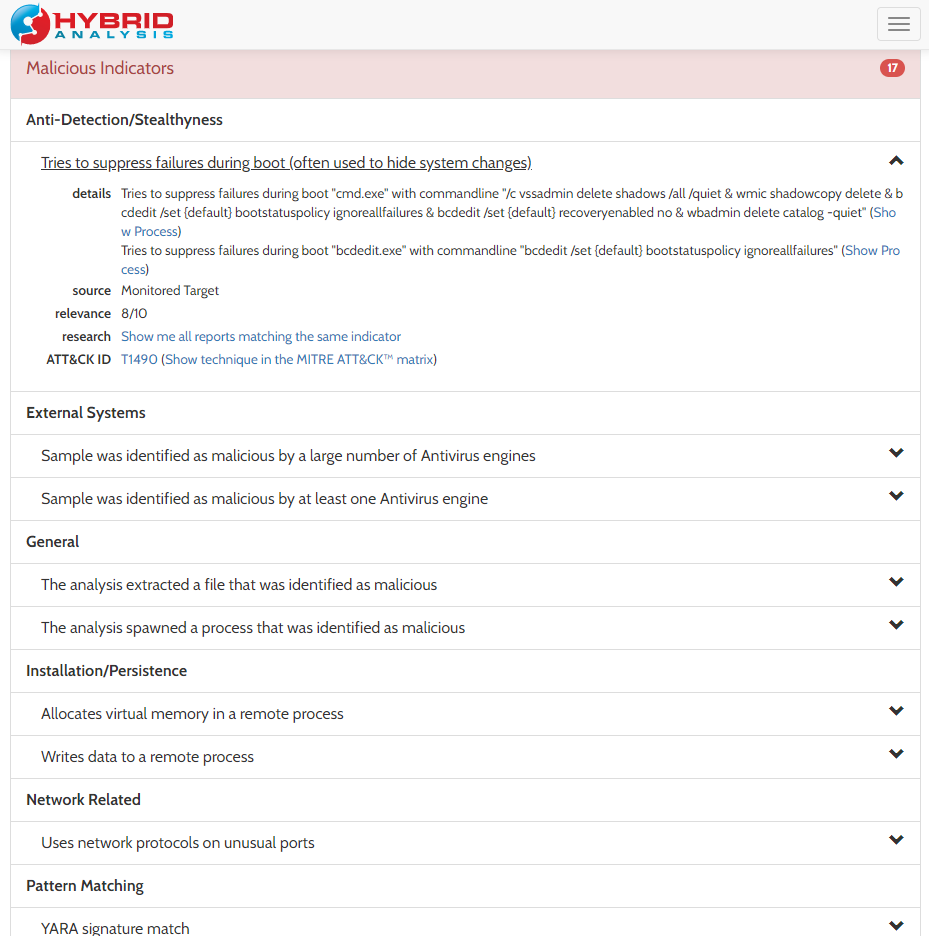 HYBRID
ANALYSIS
Malicious Indicators 17
Anti-Detection/Stealthyness
Tries to suppress failures during boot (often used to hide system changes)
details Tries to suppress failures during boot "cmd.exe" with commandline "/c vssadmin delete shadows /all /quiet & wmic shadowcopy delete & b
cdedit /set {default} bootstatuspolicy ignoreallfailures & bcdedit /set {default} recoveryenabled no & wbadmin delete catalog -quiet" (Sho
w Process)
Tries to suppress failures during boot "bcdedit.exe" with commandline "bcdedit /set {default} bootstatuspolicy ignoreallfailures" (Show Pro
cess)
source Monitored Target
relevance 8/10
research Show me all reports matching the same indicator
ATT&CK ID T1490 (Show technique in the MITRE ATT&CK™ matrix)
External Systems
Sample was identified as malicious by a large number of Antivirus engines
Sample was identified as malicious by at least one Antivirus engine
General
The analysis extracted a file that was identified as malicious
The analysis spawned a process that was identified as malicious
Installation/Persistence
Allocates virtual memory in a remote process
Writes data to a remote process
Network Related
Uses network protocols on unusual ports
Pattern Matching
YARA signature match